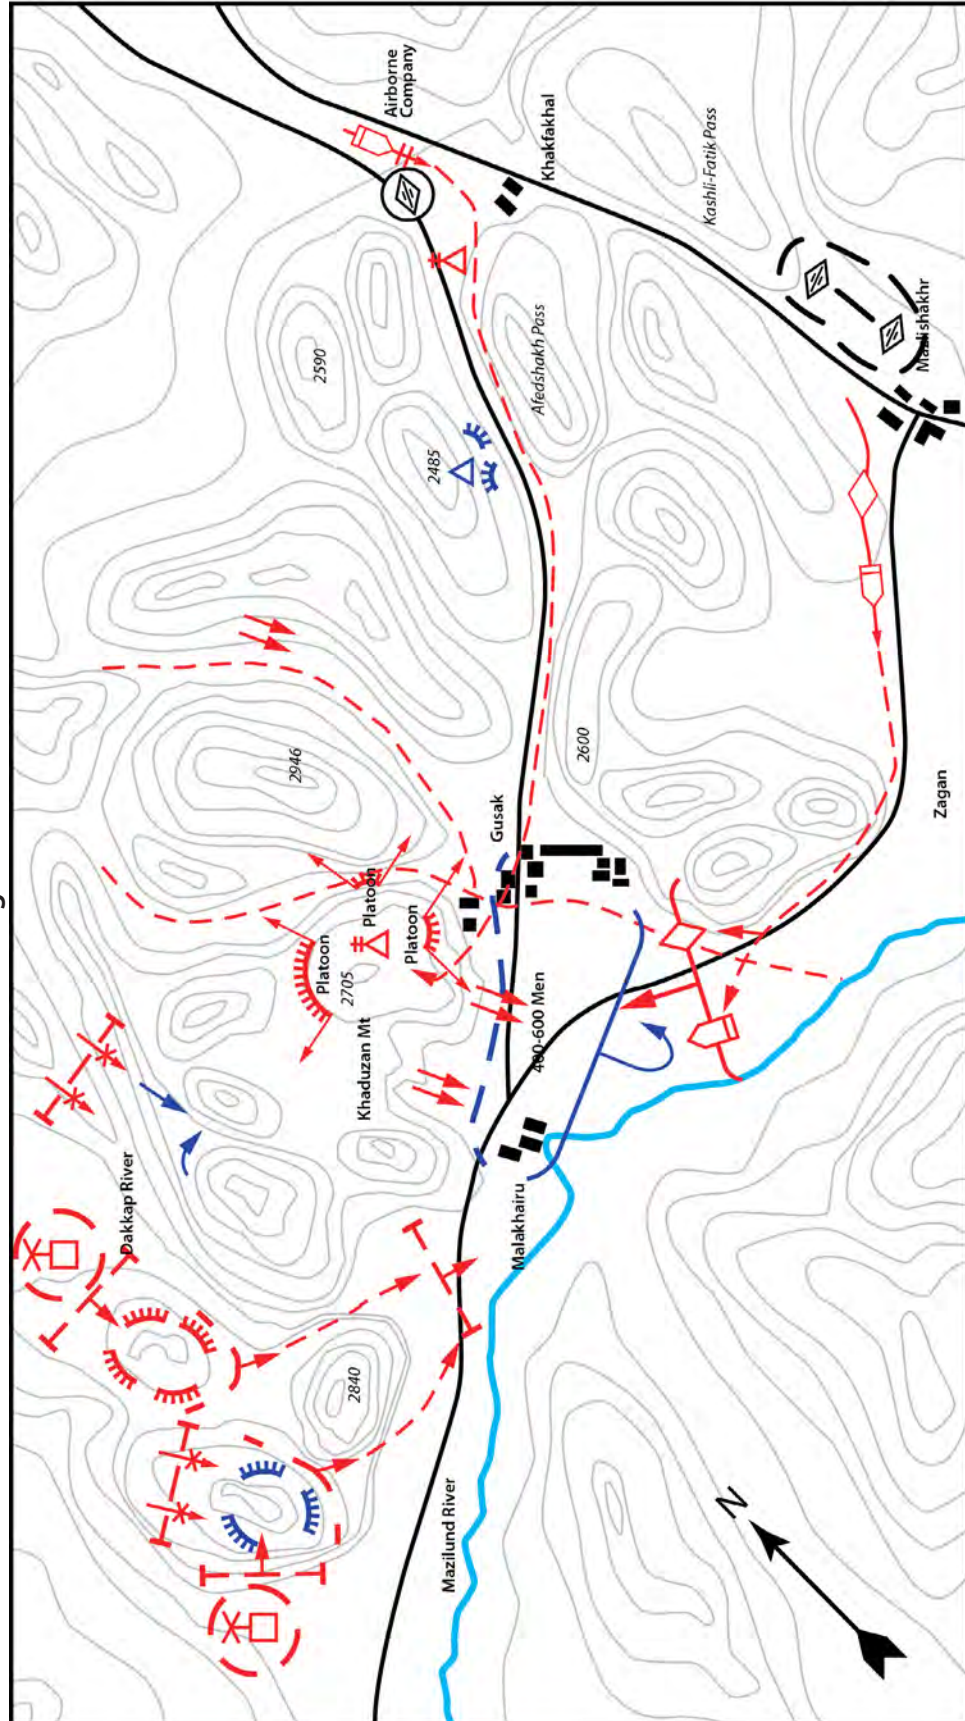 Airborne
Company
Khakfakhal
Kashli-Fatik Pass
Mazlishakhr
2590
Afedshakh Pass
2485
2946
2600
Gusak
Zagan
Platoon
Platoon
Platoon
2705
Khaduzan Mt
400-600 Men
Dakkap River
Malakhairu
2840
Mazilund River
N